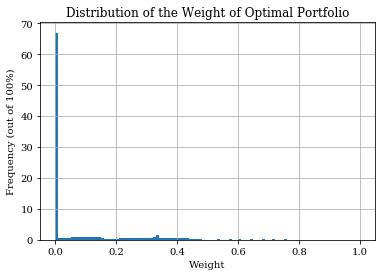 Distribution of the Weight of Optimal Portfolio
Frequency (out of 100%)
70
60
50
40
30
20
10
0
0.0 0.2 0.4 0.6 0.8 1.0
Weight